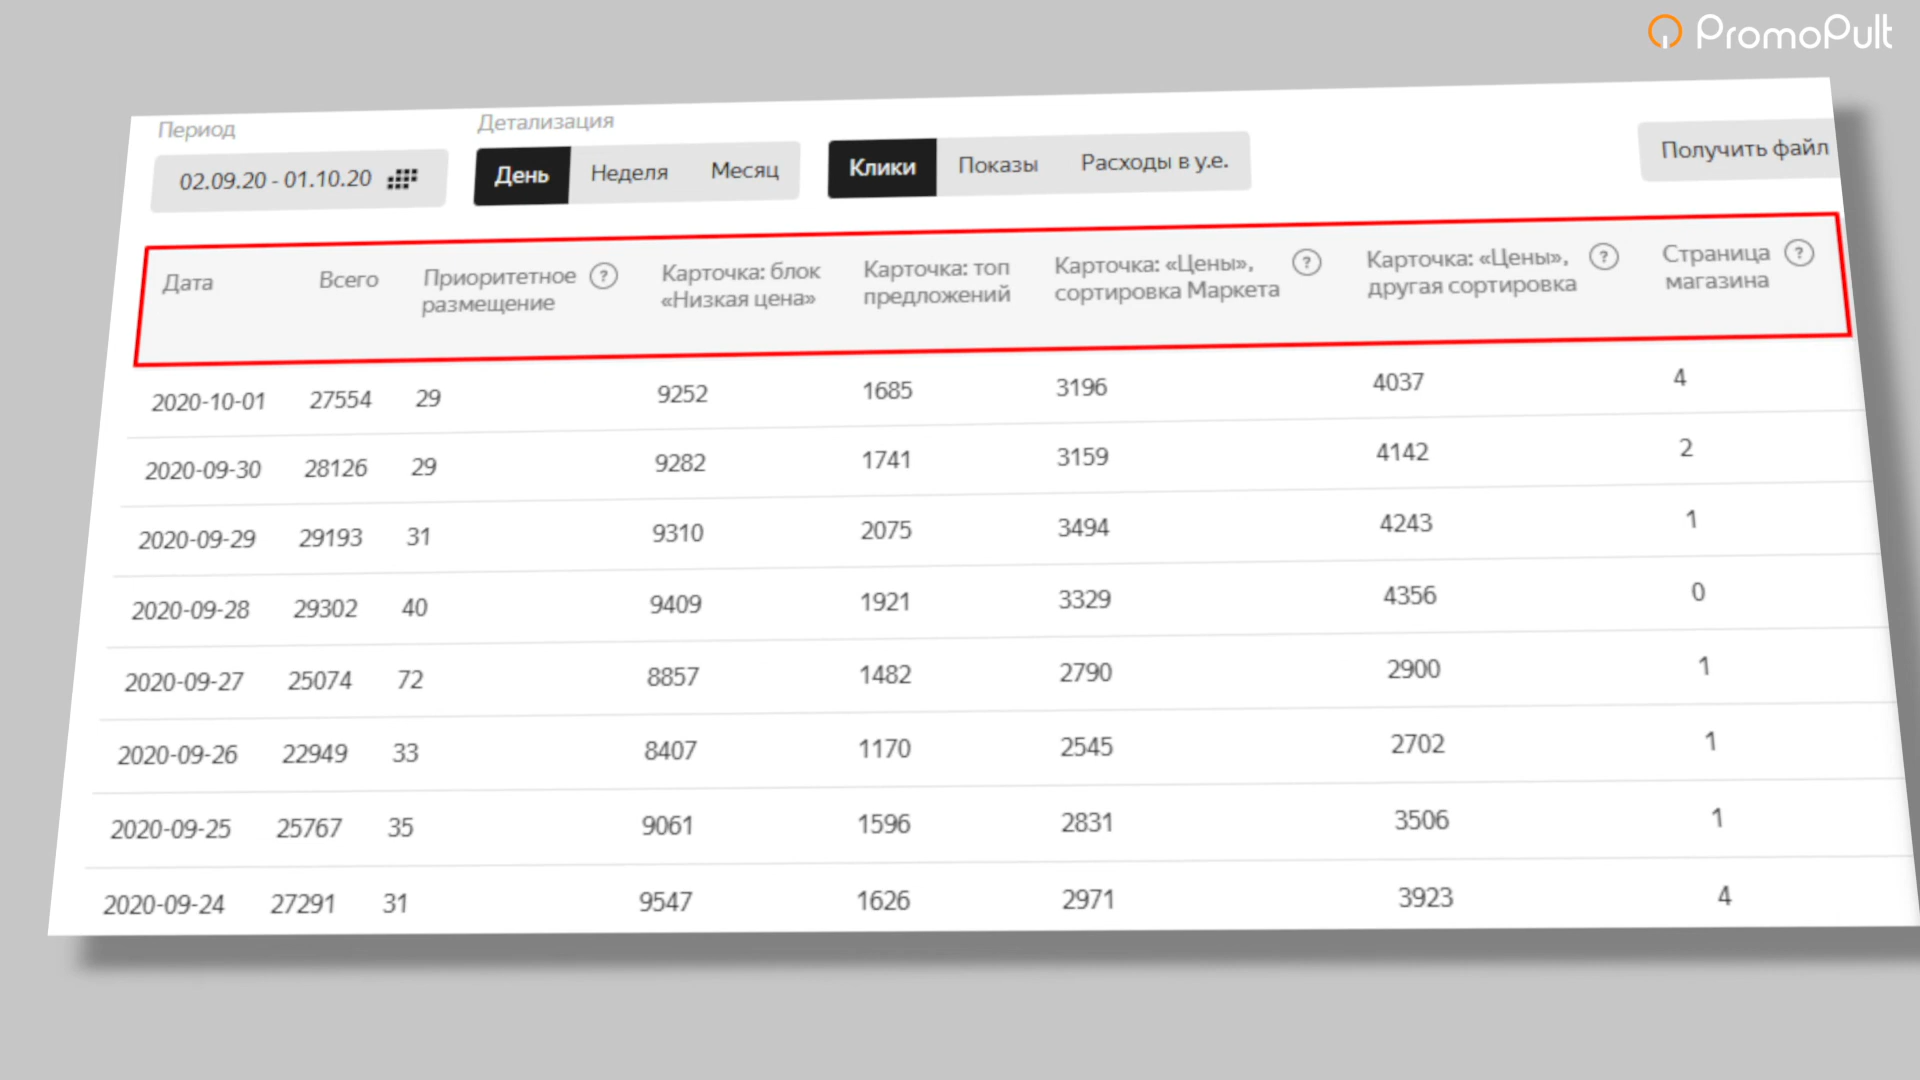 PromoPult
Период
Детализация
02.09.20 - 01.10.20
День Неделя Месяц
Клики Показы Расходы в у.е.
Получить файл
Дата Всего Приоритетное размещение ? Карточка: блок «Низкая цена» Карточка: топ предложений Карточка: «Цены», сортировка Маркета ? Карточка: «Цены», другая сортировка ? Страница магазина ?
2020-10-01 27554 29 9252 1685 3196 4037 4
2020-09-30 28126 29 9282 1741 3159 4142 2
2020-09-29 29193 31 9310 2075 3494 4243 1
2020-09-28 29302 40 9409 1921 3329 4356 0
2020-09-27 25074 72 8857 1482 2790 2900 1
2020-09-26 22949 33 8407 1170 2545 2702 1
2020-09-25 25767 35 9061 1596 2831 3506 1
2020-09-24 27291 31 9547 1626 2971 3923 4